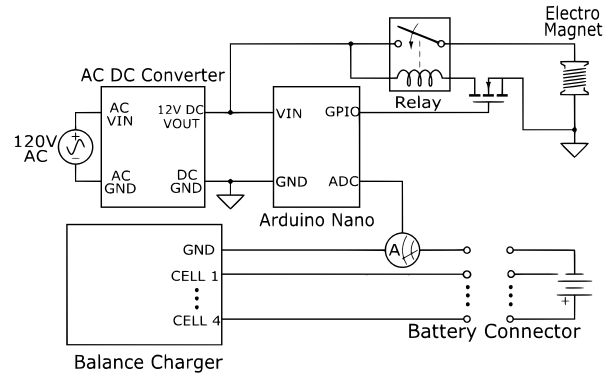 Electro
Magnet
AC DC Converter
Relay
AC
VIN
12V DC
VOUT
VIN
GPIO
120V
AC
AC
GND
DC
GND
GND
ADC
Arduino Nano
GND
A
CELL 1
CELL 4
Battery Connector
Balance Charger